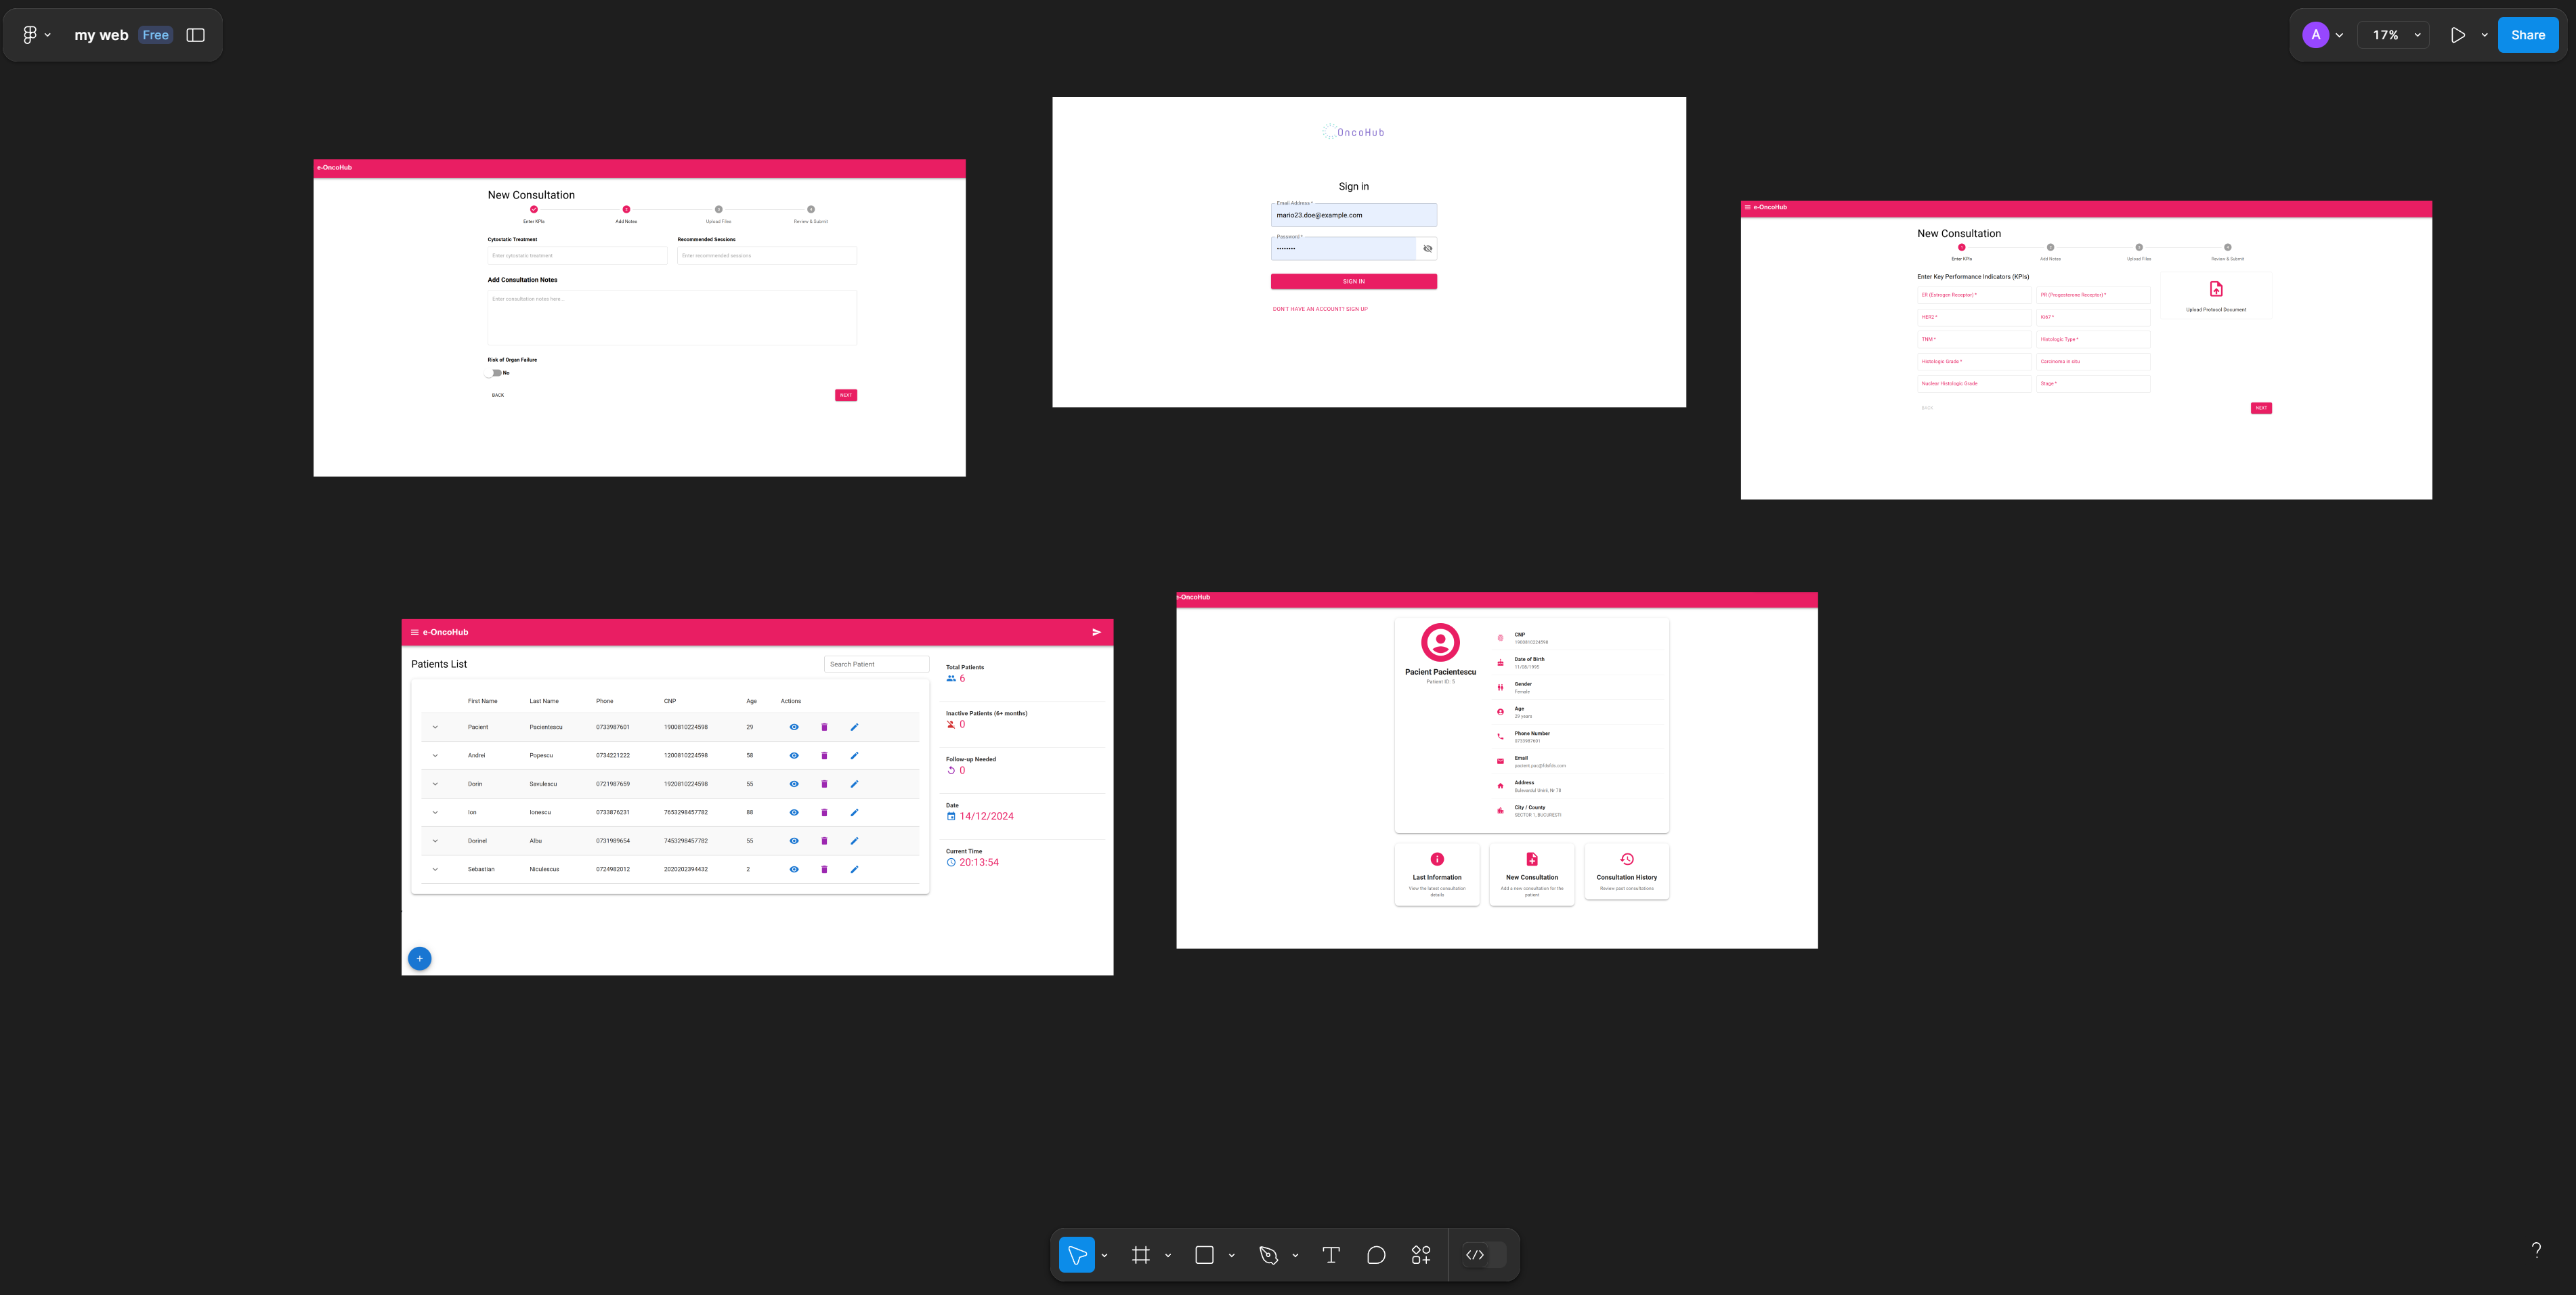 my web Free
A 17% Share
e-OncoHub
New Consultation
2 3 4
Enter KPIs Add Notes Upload Files Review & Submit
Cytostatic Treatment Recommended Sessions
Enter cytostatic treatment Enter recommended sessions
Add Consultation Notes
Enter consultation notes here...
Risk of Organ Failure
No
BACK NEXT
OncoHub
Sign in
Email Address *
mario23.doe@example.com
Password *
••••••••
SIGN IN
DON'T HAVE AN ACCOUNT? SIGN UP
e-OncoHub
New Consultation
1 2 3 4
Enter KPIs Add Notes Upload Files Review & Submit
Enter Key Performance Indicators (KPIs)
ER (Estrogen Receptor) * PR (Progesterone Receptor) *
Upload Protocol Document
HER2 * Ki67 *
TNM * Histologic Type *
Histologic Grade * Carcinoma in situ
Nuclear Histologic Grade Stage *
BACK NEXT
e-OncoHub
Patients List Search Patient
First Name Last Name Phone CNP Age Actions
Pacient Pacientescu 0733987601 1900810224598 29
Andrei Popescu 0734221222 1200810224598 58
Dorin Savulescu 0721987659 1920810224598 55
Ion Ionescu 0733876231 7653298457782 88
Dorinel Albu 0731989654 7453298457782 55
Sebastian Niculescus 0724982012 2020202394432 2
Total Patients
6
Inactive Patients (6+ months)
0
Follow-up Needed
0
Date
14/12/2024
Current Time
20:13:54
+
e-OncoHub
Pacient Pacientescu
Patient ID: 5
CNP
1900810224598
Date of Birth
11/08/1995
Gender
Female
Age
29 years
Phone Number
0733987601
Email
Address
City / County
SECTOR 1, BUCURESTI
Last Information
View the latest consultation
details
New Consultation
Add a new consultation for the
patient
Consultation History
Review past consultations
T </> ?